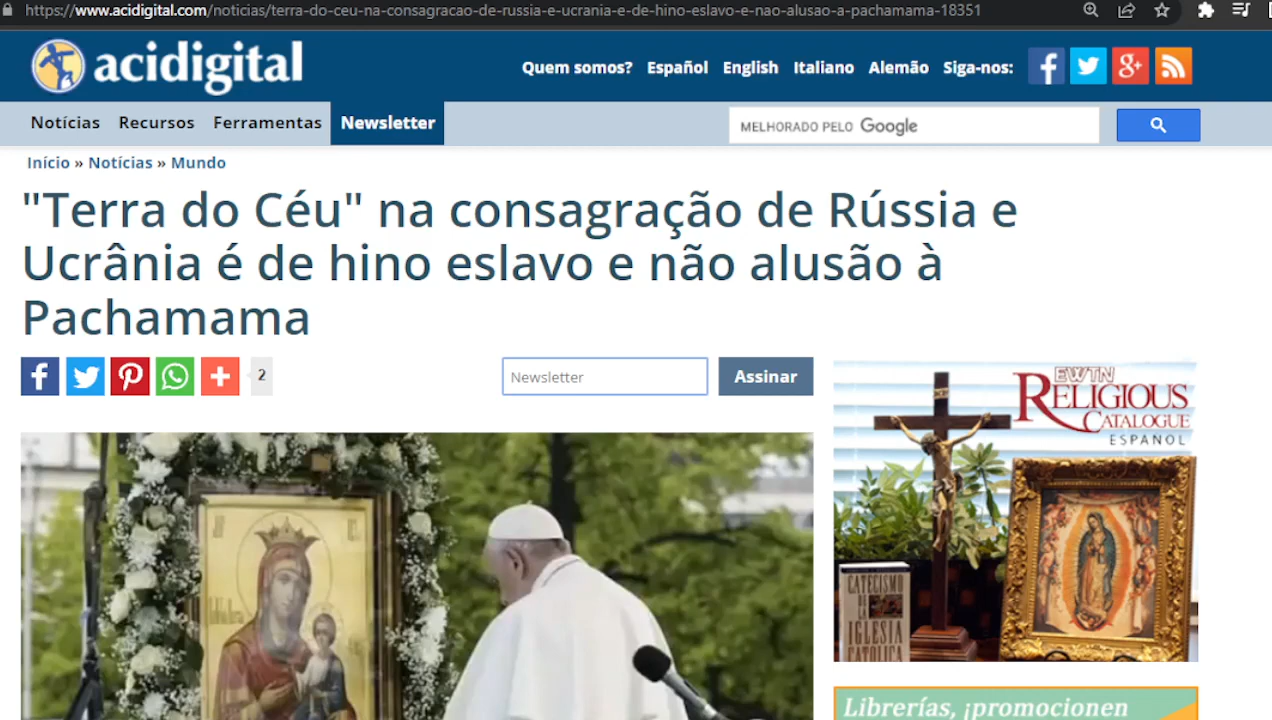 https://www.acidigital.com/noticias/terra-do-ceu-na-consagracao-de-russia-e-ucrania-e-de-hino-eslavo-e-nao-alusao-a-pachamama-18351
acidigital
Quem somos? Español English Italiano Alemão Siga-nos:
Notícias Recursos Ferramentas Newsletter
MELHORADO PELO Google
Início » Notícias » Mundo
"Terra do Céu" na consagração de Rússia e
Ucrânia é de hino eslavo e não alusão à
Pachamama
2
Newsletter
Assinar
EWTN
RELIGIOUS
CATALOGUE
ESPAÑOL
CATECISMO
DE LA
IGLESIA
CATOLICA
Librerías, ¡promocionen